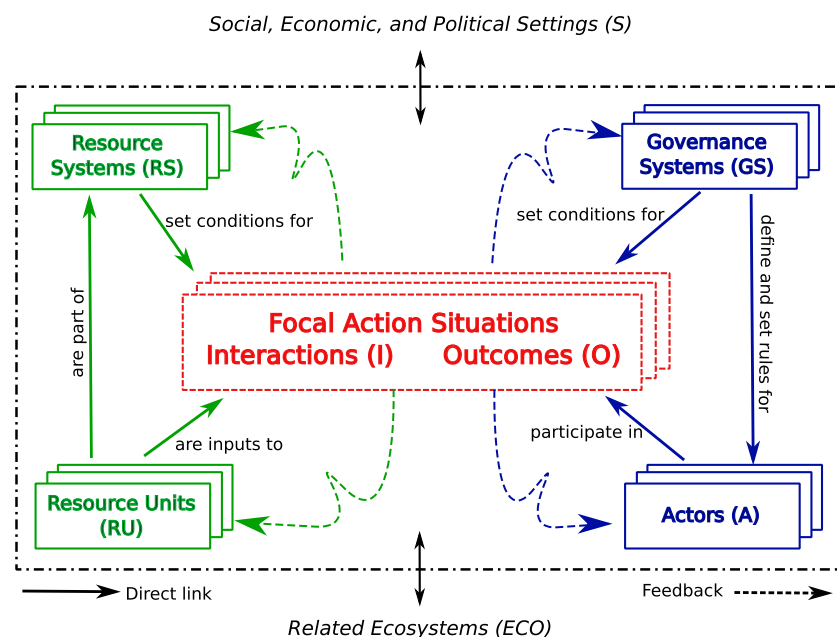 Social, Economic, and Political Settings (S)
Resource
Systems (RS)
Governance
Systems (GS)
set conditions for
set conditions for
define and set rules for
are part of
Focal Action Situations
Interactions (I) Outcomes (O)
are inputs to
participate in
Resource Units
(RU)
Actors (A)
Direct link
Feedback
Related Ecosystems (ECO)